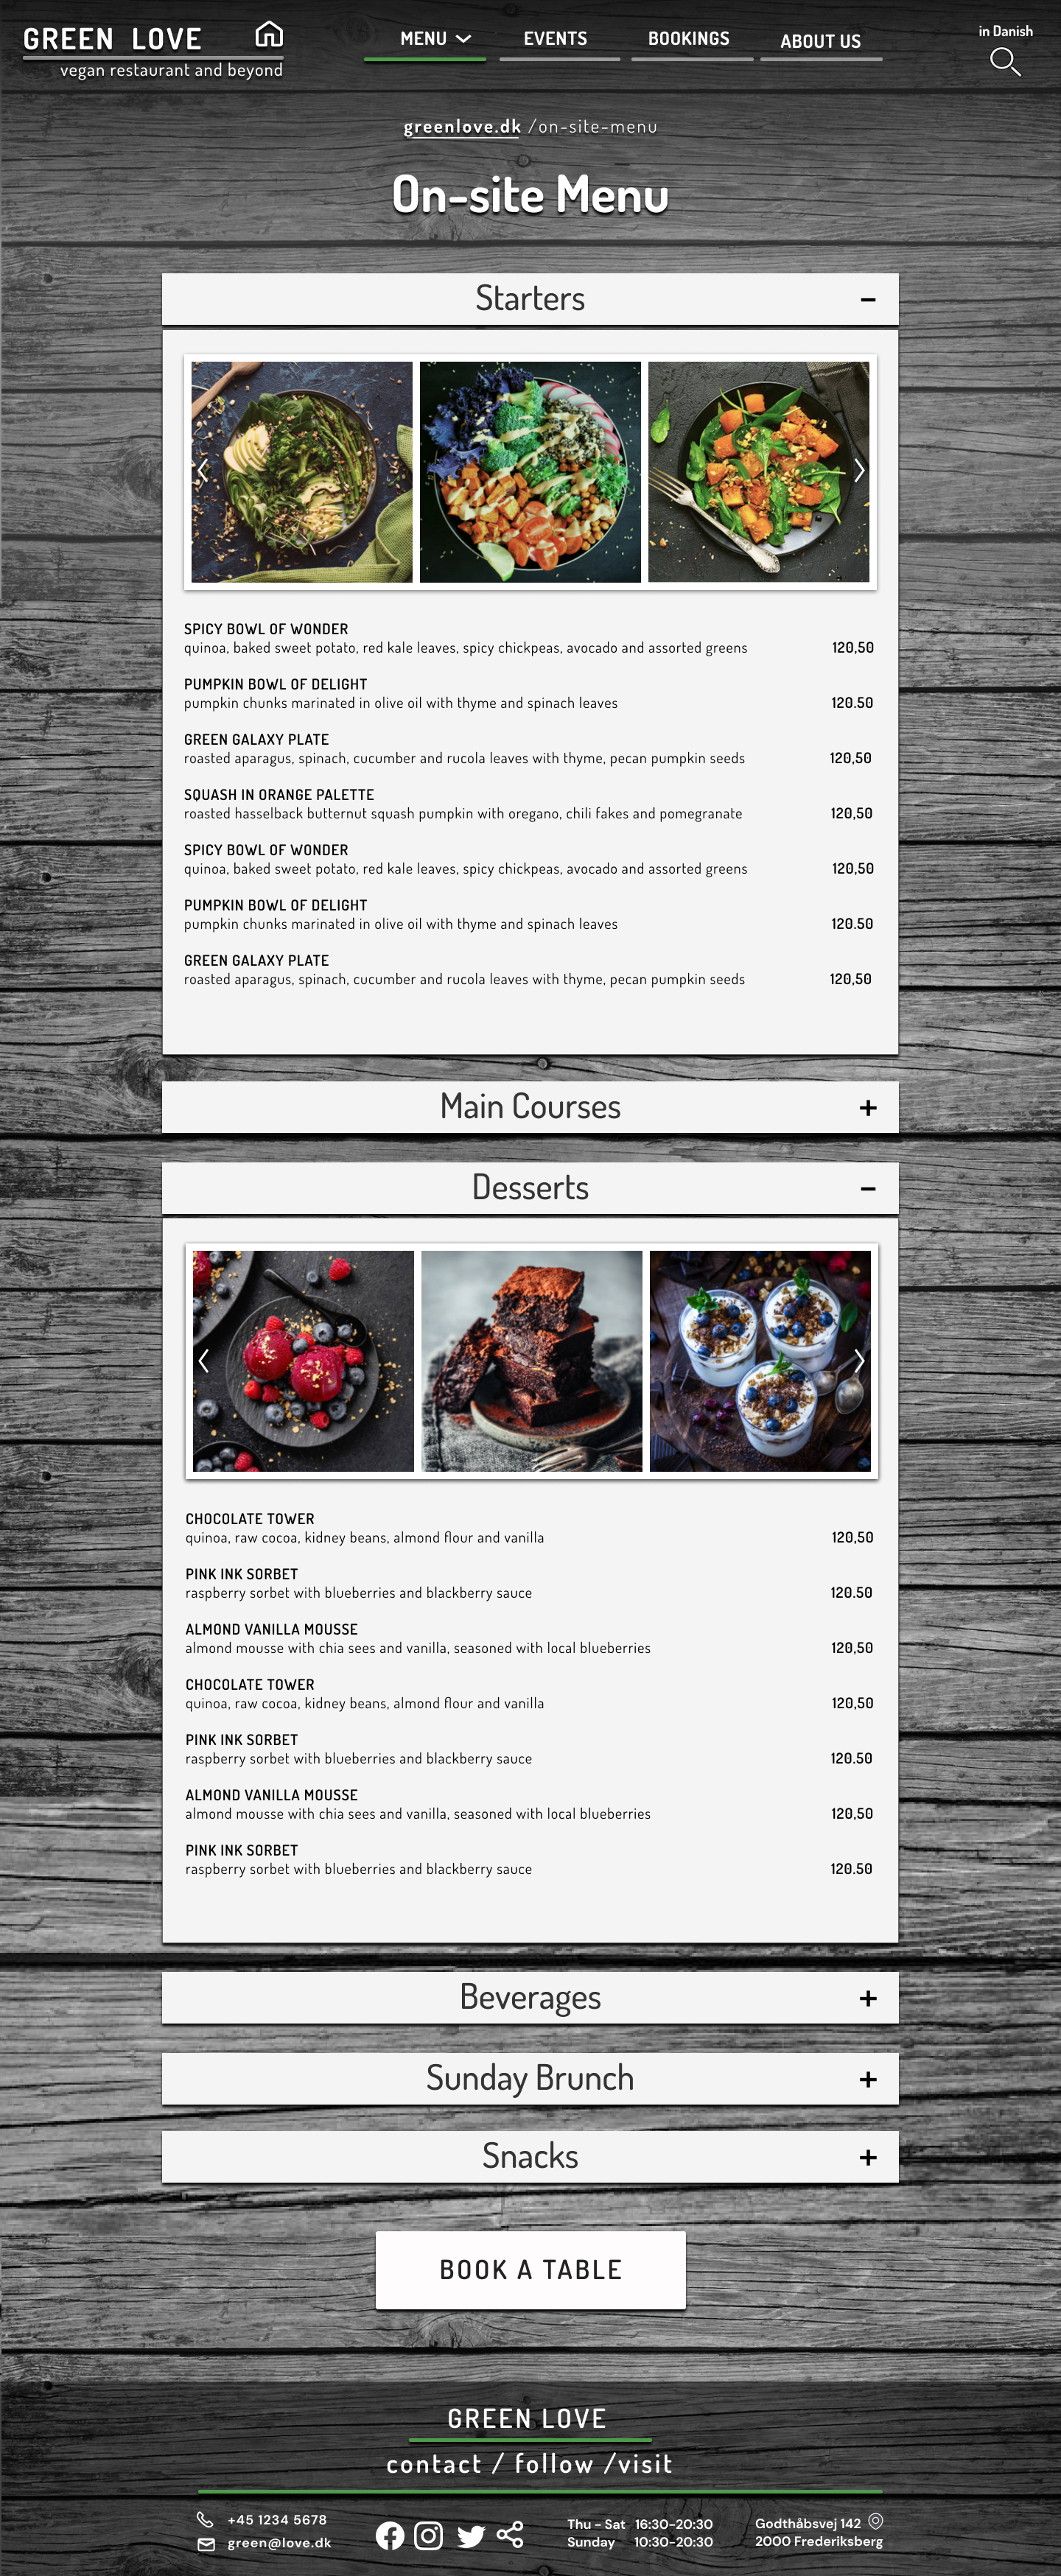 GREEN LOVE
vegan restaurant and beyond
MENU
EVENTS
BOOKINGS
ABOUT US
in Danish
greenlove.dk /on-site-menu
On-site Menu
Starters −
SPICY BOWL OF WONDER
quinoa, baked sweet potato, red kale leaves, spicy chickpeas, avocado and assorted greens 120,50
PUMPKIN BOWL OF DELIGHT
pumpkin chunks marinated in olive oil with thyme and spinach leaves 120.50
GREEN GALAXY PLATE
roasted aparagus, spinach, cucumber and rucola leaves with thyme, pecan pumpkin seeds 120,50
SQUASH IN ORANGE PALETTE
roasted hasselback butternut squash pumpkin with oregano, chili fakes and pomegranate 120,50
SPICY BOWL OF WONDER
quinoa, baked sweet potato, red kale leaves, spicy chickpeas, avocado and assorted greens 120,50
PUMPKIN BOWL OF DELIGHT
pumpkin chunks marinated in olive oil with thyme and spinach leaves 120.50
GREEN GALAXY PLATE
roasted aparagus, spinach, cucumber and rucola leaves with thyme, pecan pumpkin seeds 120,50
Main Courses +
Desserts −
CHOCOLATE TOWER
quinoa, raw cocoa, kidney beans, almond flour and vanilla 120,50
PINK INK SORBET
raspberry sorbet with blueberries and blackberry sauce 120.50
ALMOND VANILLA MOUSSE
almond mousse with chia sees and vanilla, seasoned with local blueberries 120,50
CHOCOLATE TOWER
quinoa, raw cocoa, kidney beans, almond flour and vanilla 120,50
PINK INK SORBET
raspberry sorbet with blueberries and blackberry sauce 120.50
ALMOND VANILLA MOUSSE
almond mousse with chia sees and vanilla, seasoned with local blueberries 120,50
PINK INK SORBET
raspberry sorbet with blueberries and blackberry sauce 120.50
Beverages +
Sunday Brunch +
Snacks +
BOOK A TABLE
GREEN LOVE
contact / follow /visit
+45 1234 5678
green@love.dk
Thu - Sat 16:30-20:30
Sunday 10:30-20:30
Godthåbsvej 142
2000 Frederiksberg